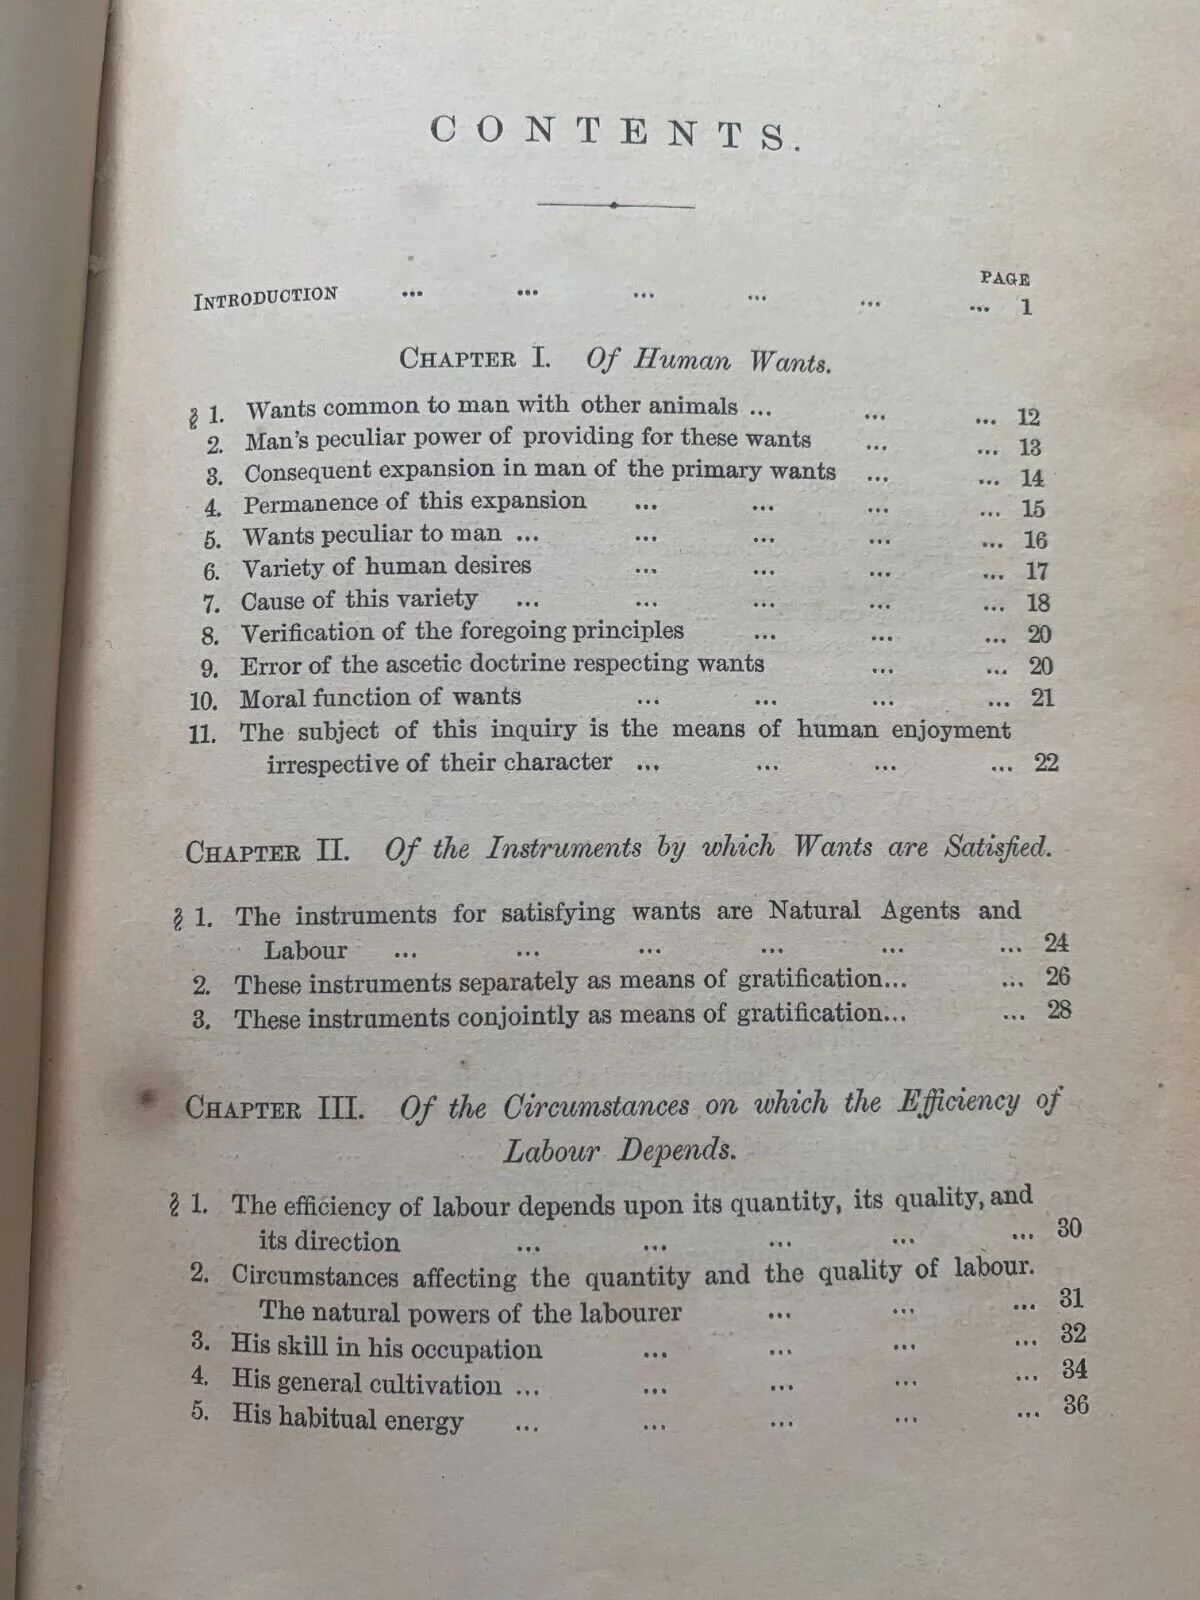 CONTENTS.
PAGE
INTRODUCTION ... ... ... ... ... ... 1
CHAPTER I. Of Human Wants.
§ 1. Wants common to man with other animals ... ... ... 12
2. Man's peculiar power of providing for these wants ... ... 13
3. Consequent expansion in man of the primary wants ... ... 14
4. Permanence of this expansion ... ... ... ... 15
5. Wants peculiar to man ... ... ... ... ... 16
6. Variety of human desires ... ... ... ... 17
7. Cause of this variety ... ... ... ... ... 18
8. Verification of the foregoing principles ... ... ... 20
9. Error of the ascetic doctrine respecting wants ... ... 20
10. Moral function of wants ... ... ... ... 21
11. The subject of this inquiry is the means of human enjoyment
irrespective of their character ... ... ... ... 22
CHAPTER II. Of the Instruments by which Wants are Satisfied.
§ 1. The instruments for satisfying wants are Natural Agents and
Labour ... ... ... ... ... ... 24
2. These instruments separately as means of gratification... ... 26
3. These instruments conjointly as means of gratification... ... 28
CHAPTER III. Of the Circumstances on which the Efficiency of
Labour Depends.
§ 1. The efficiency of labour depends upon its quantity, its quality, and
its direction ... ... ... ... ... 30
2. Circumstances affecting the quantity and the quality of labour.
The natural powers of the labourer ... ... ... 31
3. His skill in his occupation ... ... ... ... 32
4. His general cultivation ... ... ... ... ... 34
5. His habitual energy ... ... ... ... ... 36